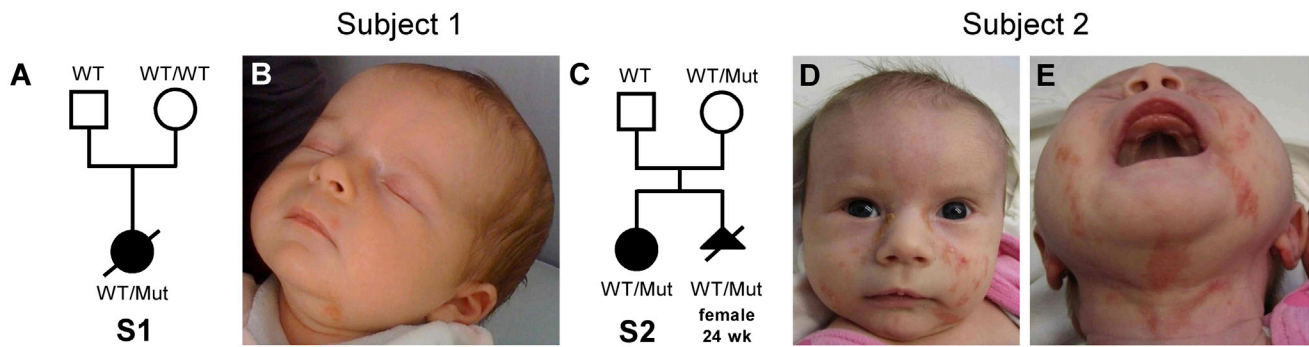 Subject 1
Subject 2
A
WT
WT/WT
WT/Mut
S1
B
C
WT
WT/Mut
WT/Mut
S2
WT/Mut
female
24 wk
D
E